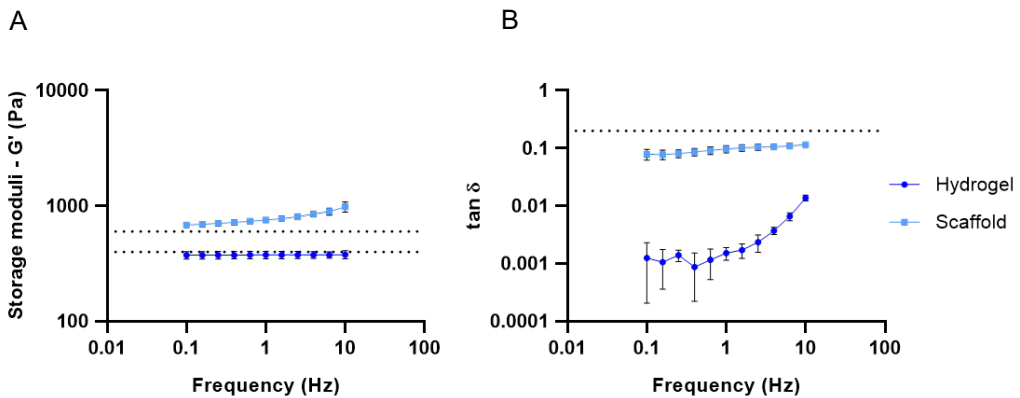 A
Storage moduli - G' (Pa)
10000
1000
100
0.01 0.1 1 10 100
Frequency (Hz)
B
tan δ
1
0.1
0.01
0.001
0.0001
0.01 0.1 1 10 100
Frequency (Hz)
Hydrogel
Scaffold